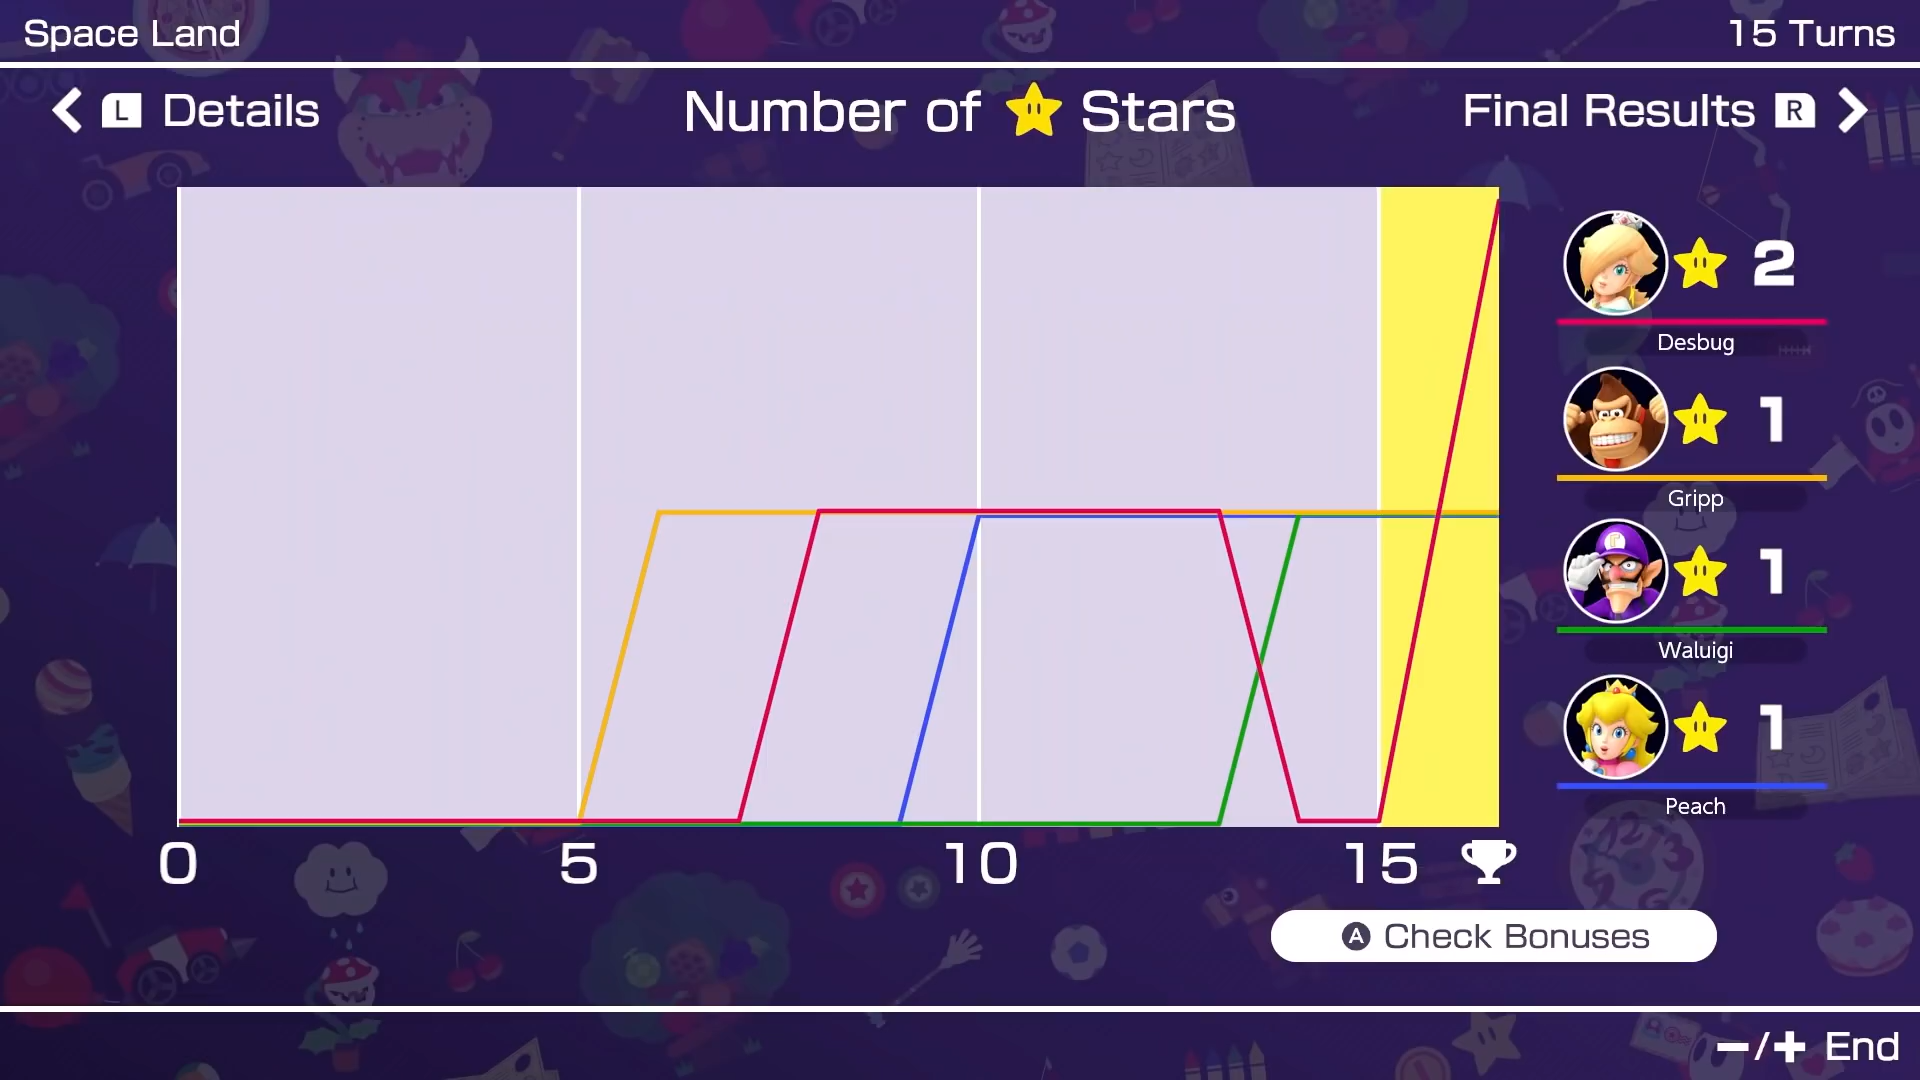 Space Land
15 Turns
L Details
Number of Stars
Final Results R
2
Desbug
1
Gripp
1
Waluigi
1
Peach
0 5 10 15
A Check Bonuses
-/+ End